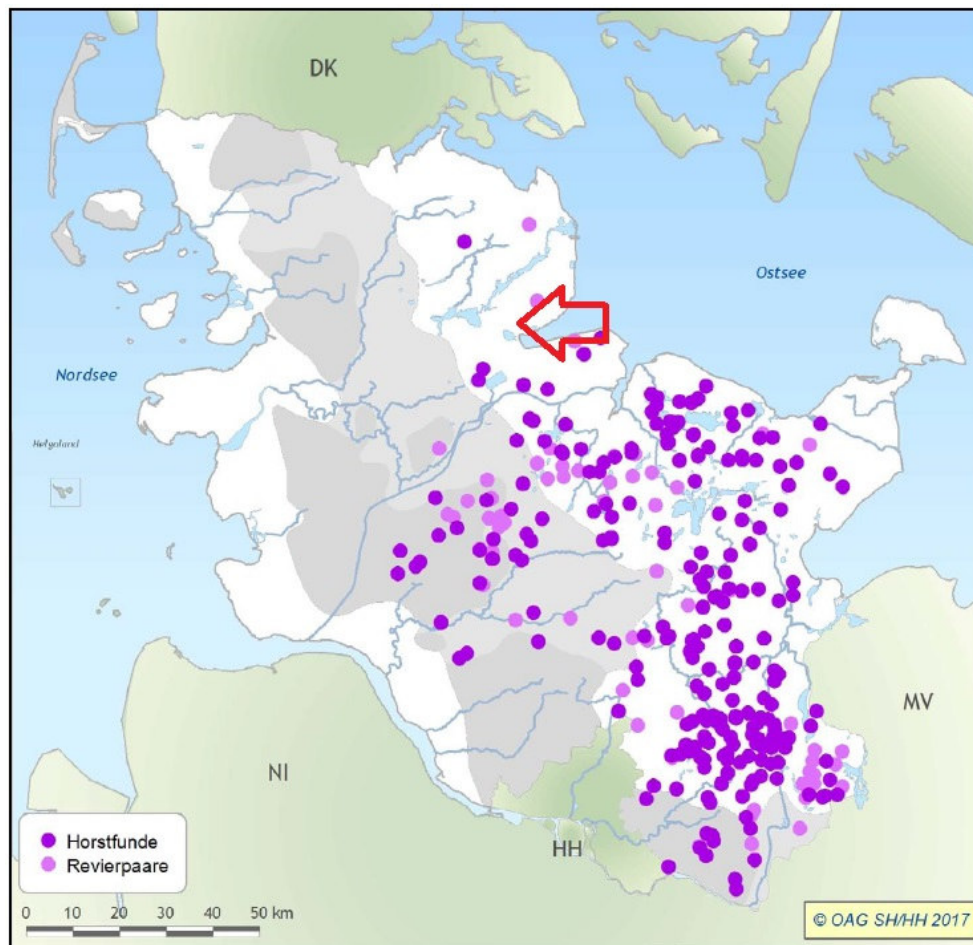 DK
Ostsee
Nordsee
Helgoland
MV
NI
HH
Horstfunde
Revierpaare
0 10 20 30 40 50 km
© OAG SH/HH 2017